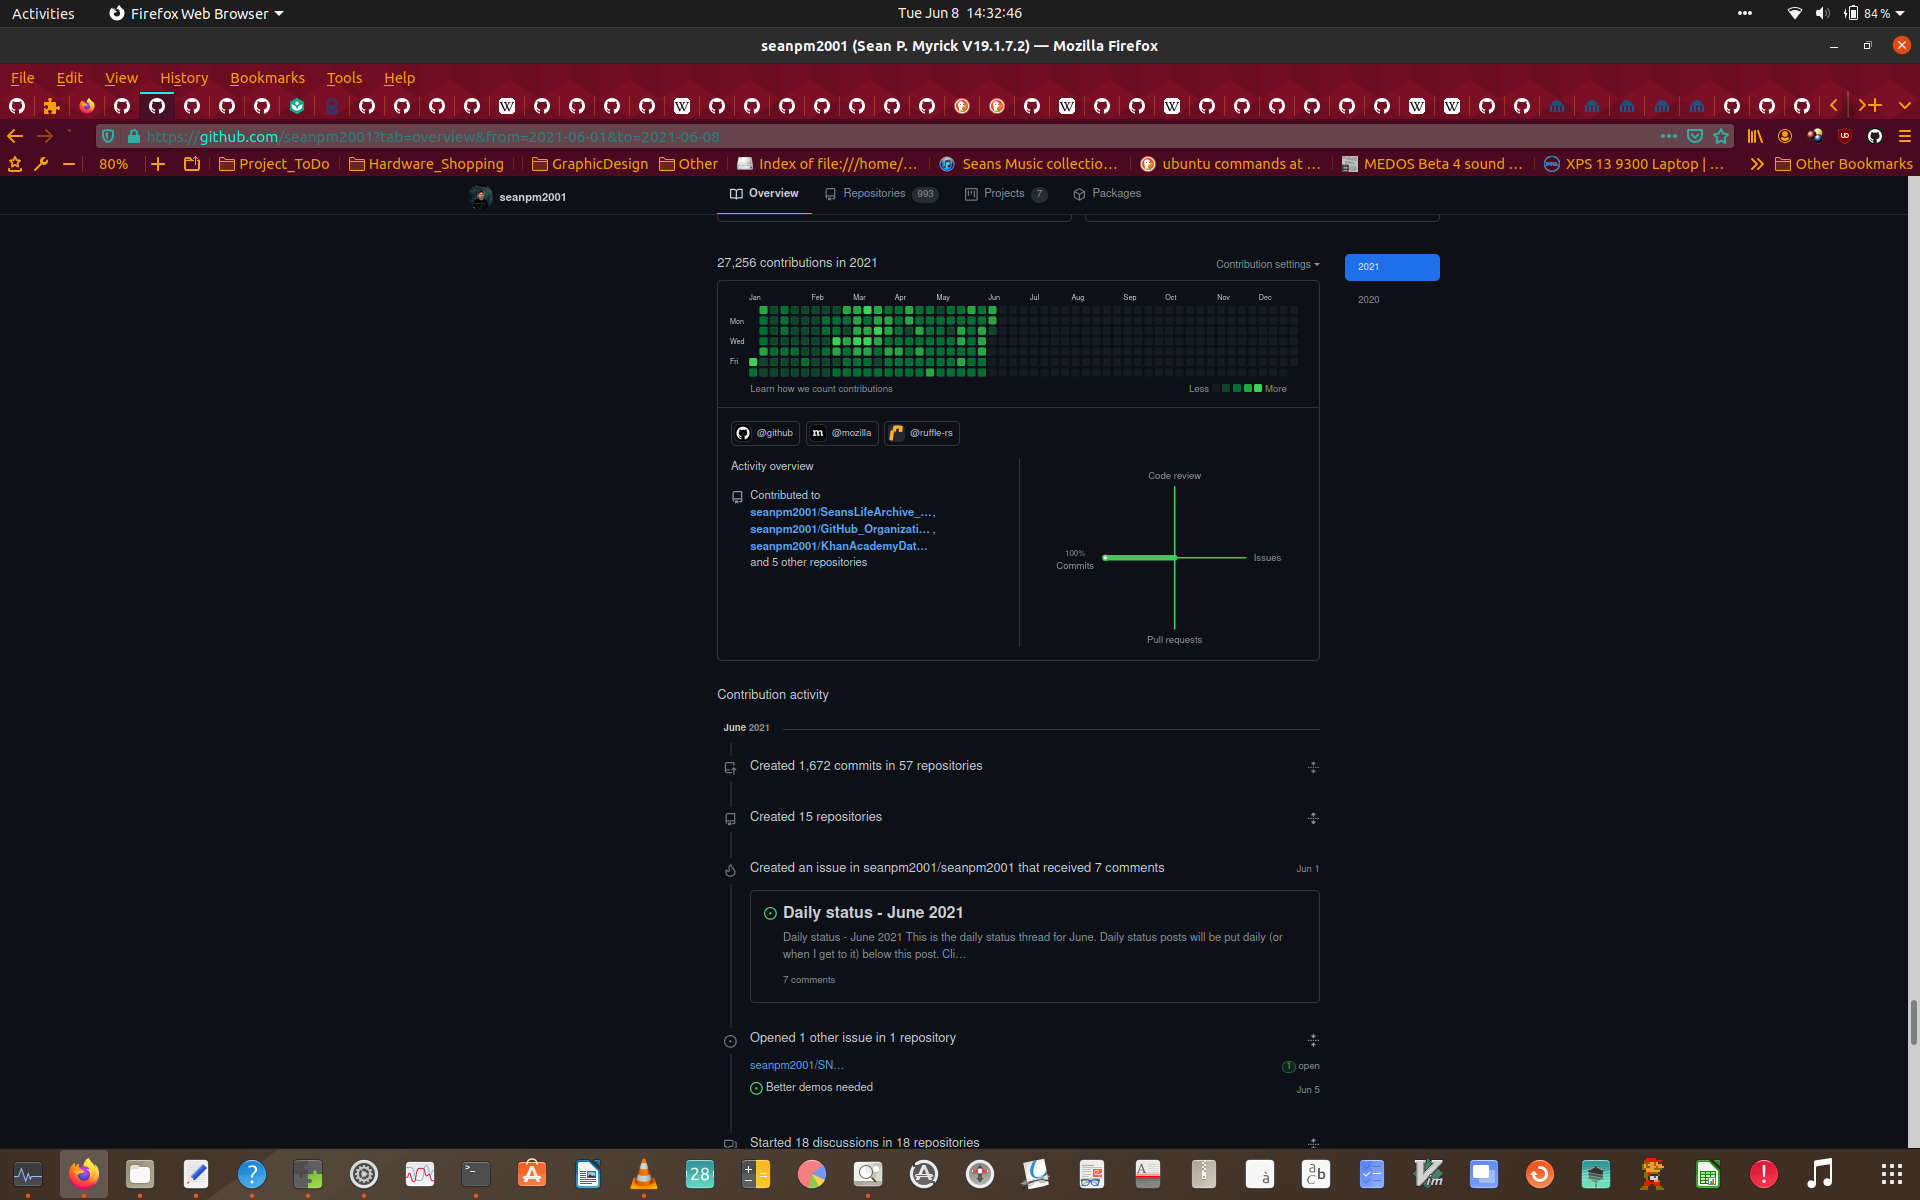 Activities
Firefox Web Browser
Tue Jun 8 14:32:46
84 %
seanpm2001 (Sean P. Myrick V19.1.7.2) — Mozilla Firefox
File Edit View History Bookmarks Tools Help
https://github.com/seanpm2001?tab=overview&from=2021-06-01&to=2021-06-08
80% Project_ToDo Hardware_Shopping GraphicDesign Other Index of file:///home/... Seans Music collectio... ubuntu commands at ... MEDOS Beta 4 sound ... XPS 13 9300 Laptop | ... Other Bookmarks
seanpm2001
Overview Repositories 993 Projects 7 Packages
27,256 contributions in 2021
Contribution settings
2021
2020
Jan Feb Mar Apr May Jun Jul Aug Sep Oct Nov Dec
Mon
Wed
Fri
Learn how we count contributions
Less More
@github @mozilla @ruffle-rs
Activity overview
Contributed to
seanpm2001/SeansLifeArchive_... ,
seanpm2001/GitHub_Organizati... ,
seanpm2001/KhanAcademyDat...
and 5 other repositories
Code review
100%
Commits
Issues
Pull requests
Contribution activity
June 2021
Created 1,672 commits in 57 repositories
Created 15 repositories
Created an issue in seanpm2001/seanpm2001 that received 7 comments
Jun 1
Daily status - June 2021
Daily status - June 2021 This is the daily status thread for June. Daily status posts will be put daily (or
when I get to it) below this post. Cli...
7 comments
Opened 1 other issue in 1 repository
seanpm2001/SN...
1 open
Better demos needed
Jun 5
Started 18 discussions in 18 repositories
28